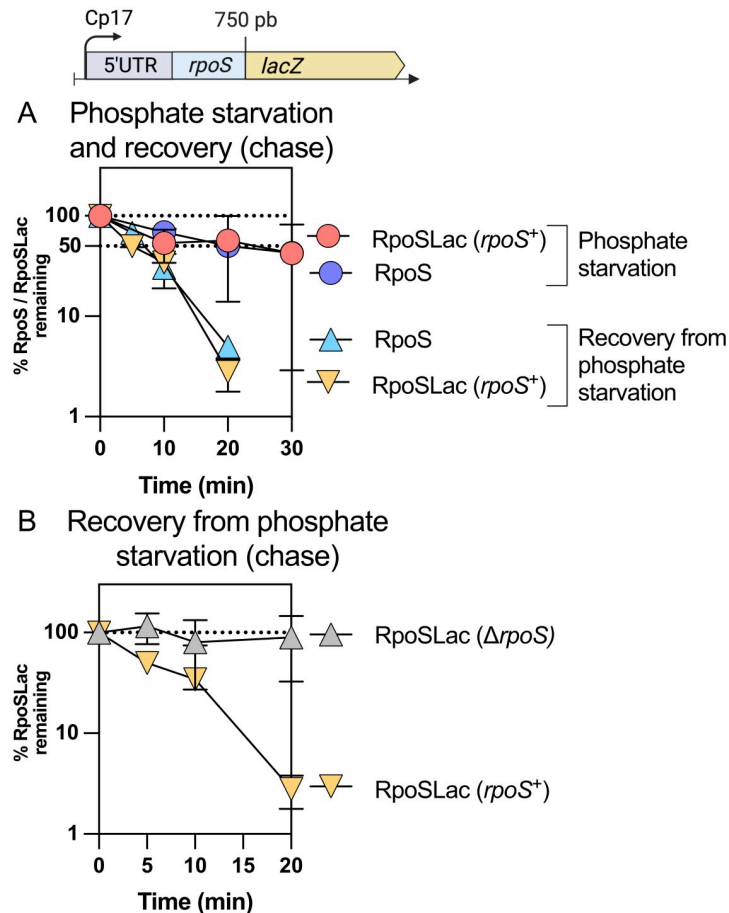 Cp17
750 pb
5'UTR rpoS lacZ
A Phosphate starvation
and recovery (chase)
% RpoS / RpoSLac
remaining
100
50
10
1
0 10 20 30
Time (min)
RpoSLac (rpoS+)
RpoS
Phosphate
starvation
RpoS
RpoSLac (rpoS+)
Recovery from
phosphate
starvation
B Recovery from phosphate
starvation (chase)
% RpoSLac
remaining
100
10
1
0 5 10 15 20
Time (min)
RpoSLac (ΔrpoS)
RpoSLac (rpoS+)